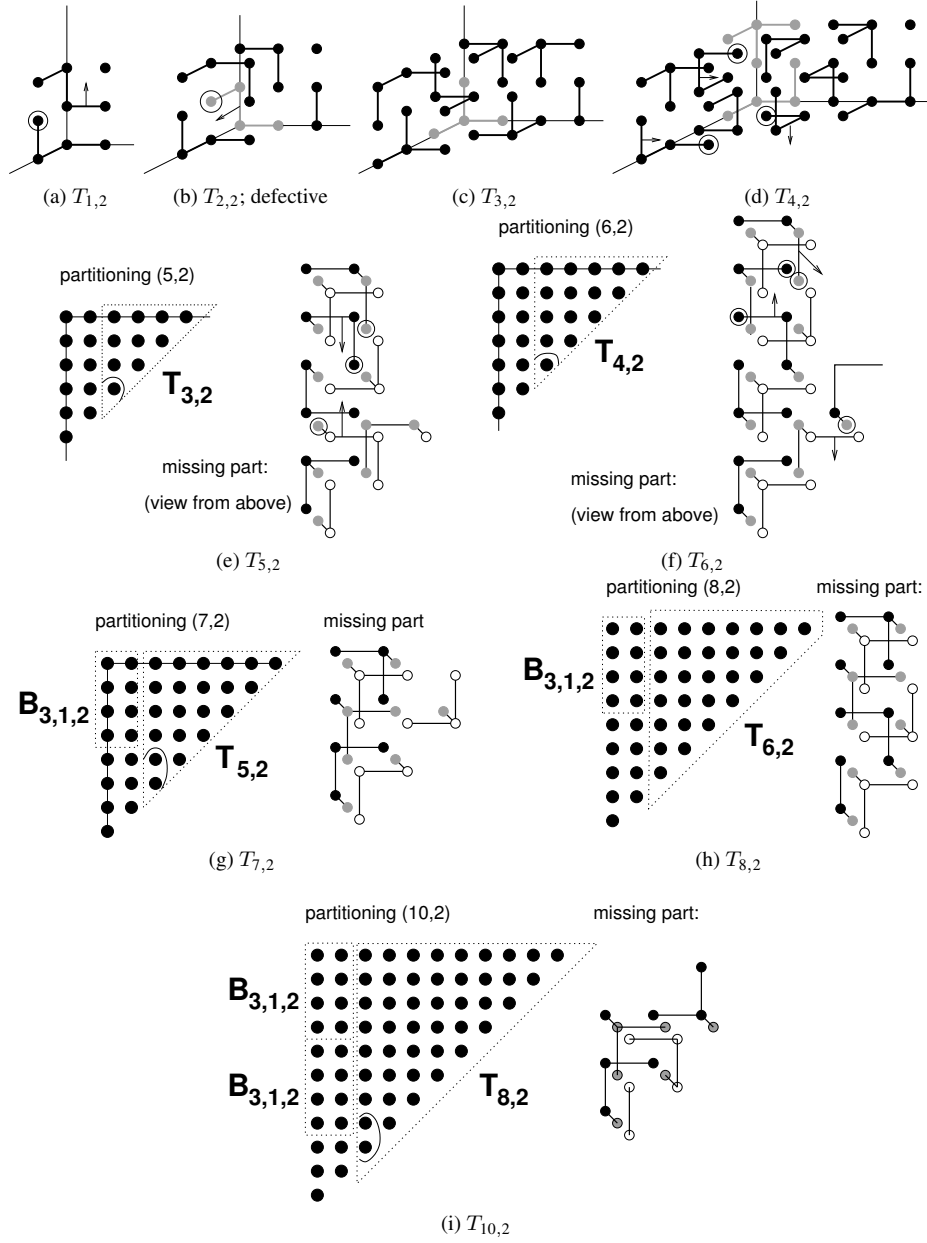 (a) T1,2
(b) T2,2; defective
(c) T3,2
(d) T4,2
partitioning (5,2)
T3,2
missing part:
(view from above)
(e) T5,2
partitioning (6,2)
T4,2
missing part:
(view from above)
(f) T6,2
partitioning (7,2)
missing part
B3,1,2
T5,2
(g) T7,2
partitioning (8,2)
missing part:
B3,1,2
T6,2
(h) T8,2
partitioning (10,2)
missing part:
B3,1,2
B3,1,2
T8,2
(i) T10,2